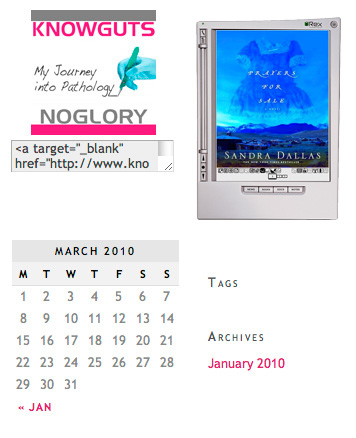 KNOWGUTS
My Journey
into Pathology
NOGLORY
<a target="_blank"
href="http://www.kno
iRex
PRAYERS
FOR
SALE
SANDRA DALLAS
MARCH 2010
M T W T F S S
1 2 3 4 5 6 7
8 9 10 11 12 13 14
15 16 17 18 19 20 21
22 23 24 25 26 27 28
29 30 31
« JAN
TAGS
ARCHIVES
January 2010